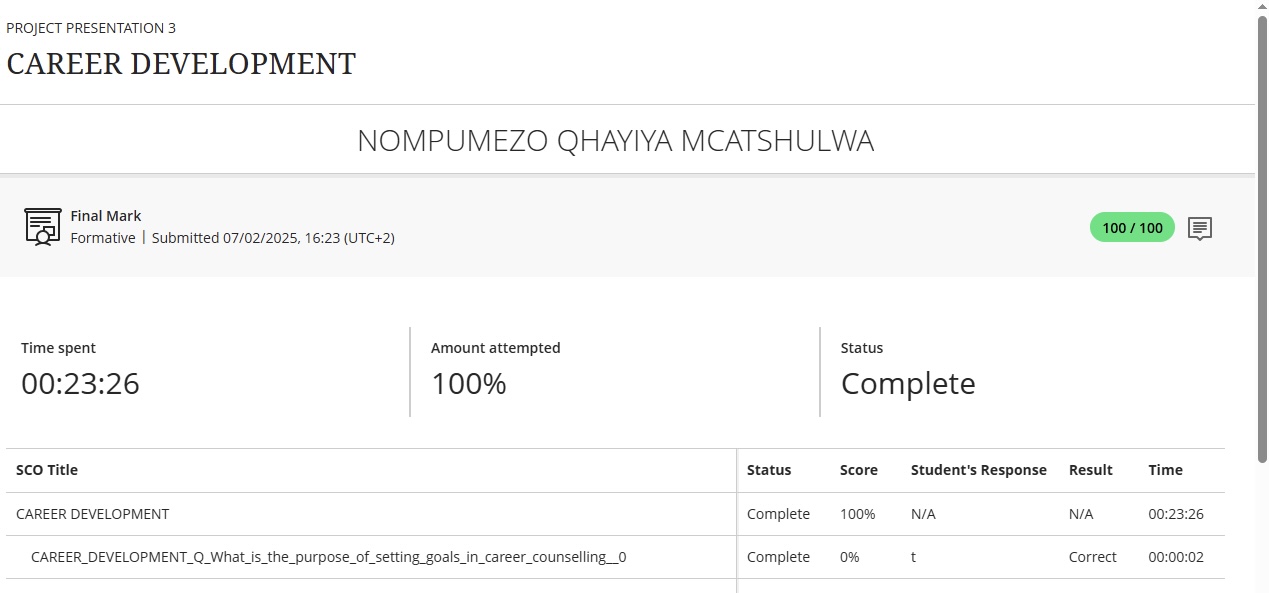 PROJECT PRESENTATION 3
CAREER DEVELOPMENT
NOMPUMEZO QHAYIYA MCATSHULWA
Final Mark
Formative | Submitted 07/02/2025, 16:23 (UTC+2)
100 / 100
Time spent
00:23:26
Amount attempted
100%
Status
Complete
SCO Title Status Score Student's Response Result Time
CAREER DEVELOPMENT Complete 100% N/A N/A 00:23:26
CAREER_DEVELOPMENT_Q_What_is_the_purpose_of_setting_goals_in_career_counselling__0 Complete 0% t Correct 00:00:02